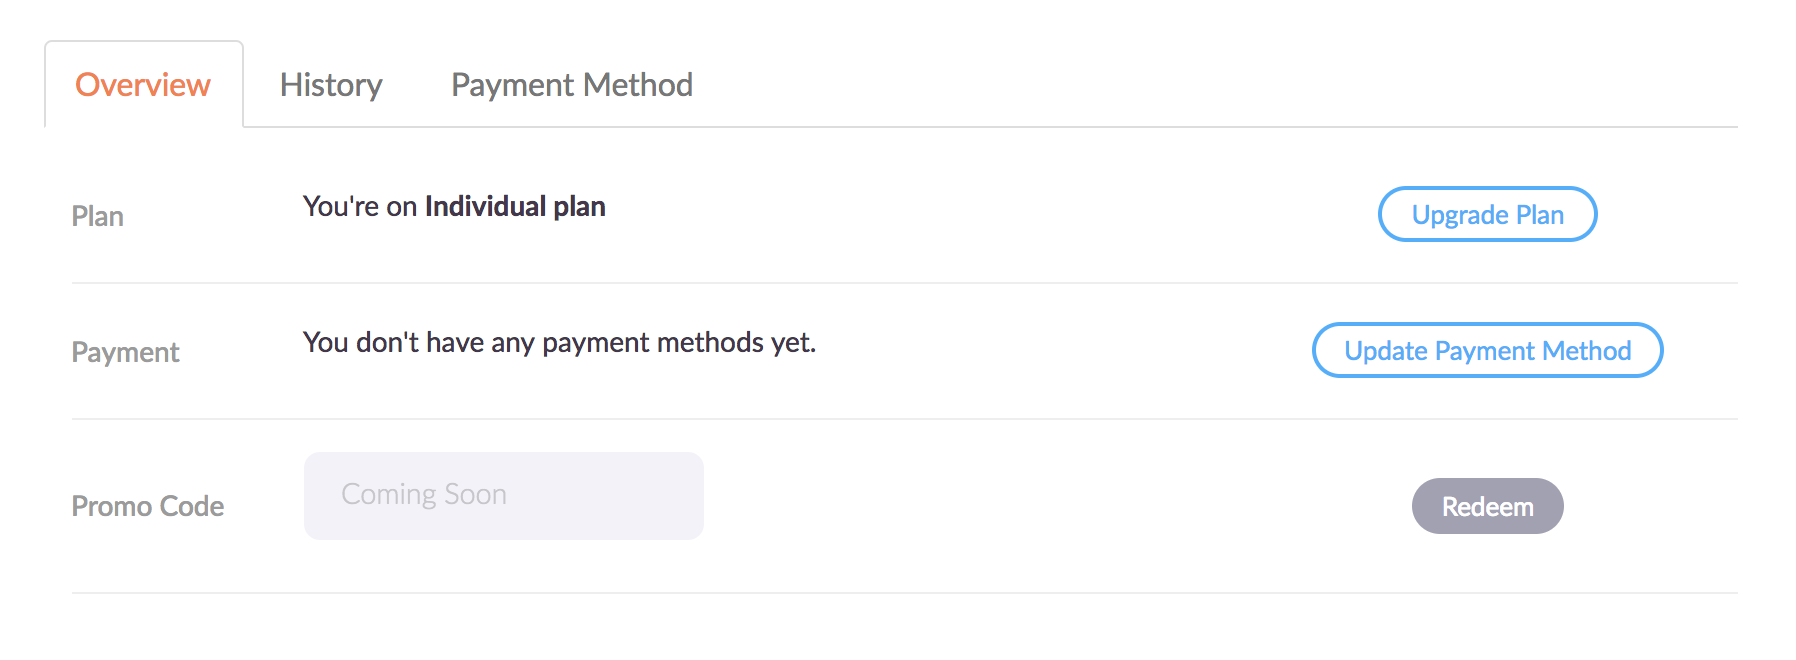 Overview History Payment Method
Plan You're on Individual plan Upgrade Plan
Payment You don't have any payment methods yet. Update Payment Method
Promo Code Coming Soon Redeem